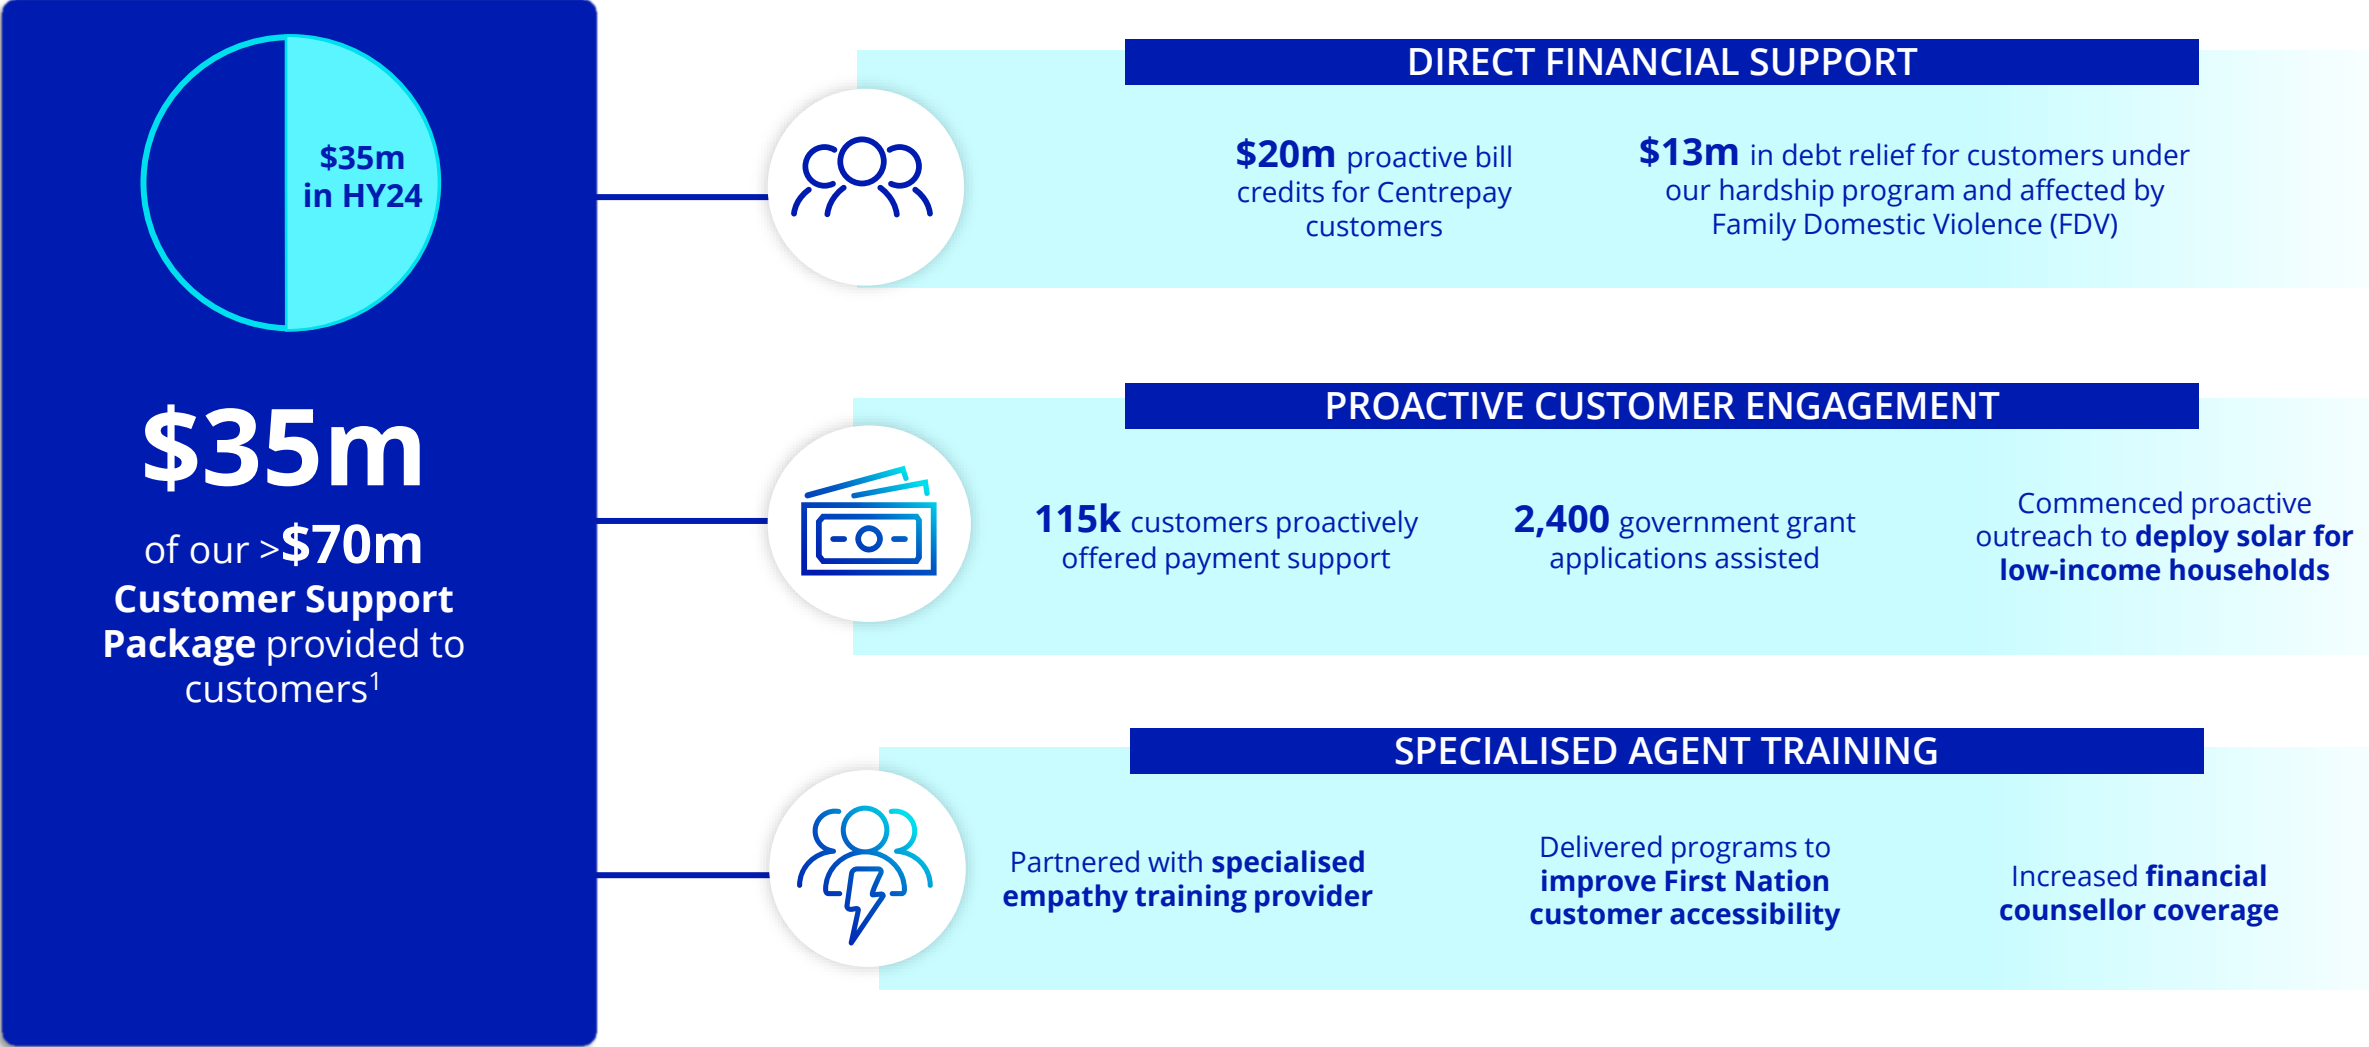 $35m
in HY24
$35m
of our >$70m
Customer Support
Package provided to
customers¹
DIRECT FINANCIAL SUPPORT
$20m proactive bill
credits for Centrepay
customers
$13m in debt relief for customers under
our hardship program and affected by
Family Domestic Violence (FDV)
PROACTIVE CUSTOMER ENGAGEMENT
115k customers proactively
offered payment support
2,400 government grant
applications assisted
Commenced proactive
outreach to deploy solar for
low-income households
SPECIALISED AGENT TRAINING
Partnered with specialised
empathy training provider
Delivered programs to
improve First Nation
customer accessibility
Increased financial
counsellor coverage